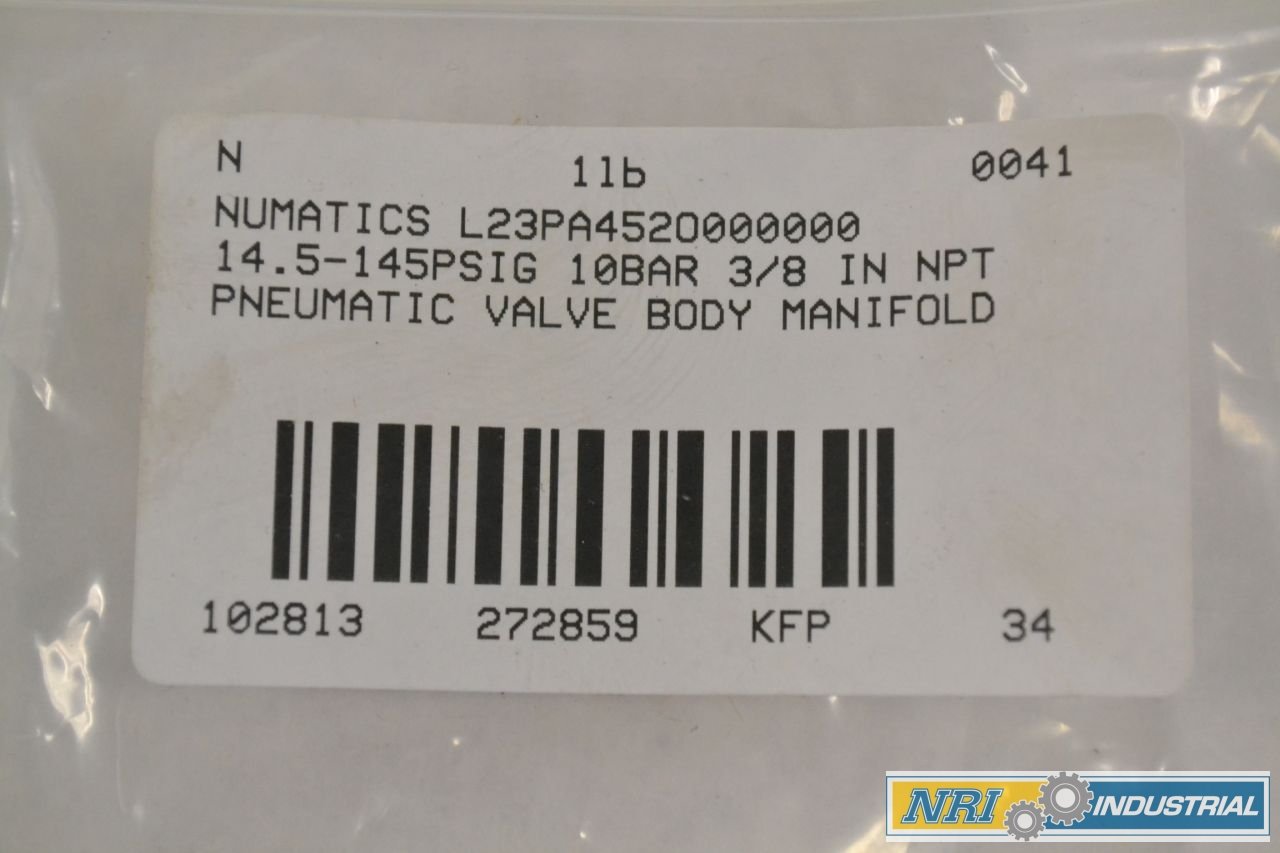 N 1lb 0041
NUMATICS L23PA452O000000
14.5-145PSIG 10BAR 3/8 IN NPT
PNEUMATIC VALVE BODY MANIFOLD
102813 272859 KFP 34
NRI INDUSTRIAL